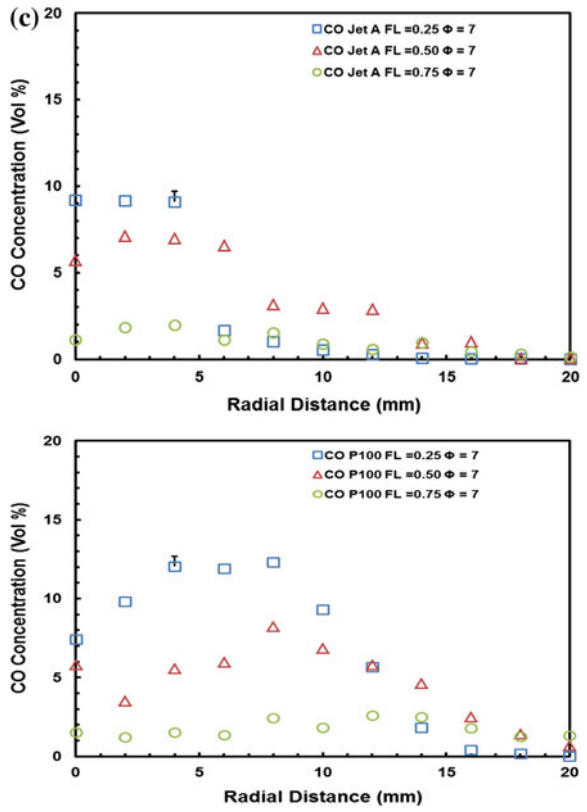 (c)
20
15
10
5
0
CO Concentration (Vol %)
CO Jet A FL =0.25 Φ = 7
CO Jet A FL =0.50 Φ = 7
CO Jet A FL =0.75 Φ = 7
0 5 10 15 20
Radial Distance (mm)
20
15
10
5
0
CO Concentration (Vol %)
CO P100 FL =0.25 Φ = 7
CO P100 FL =0.50 Φ = 7
CO P100 FL =0.75 Φ = 7
0 5 10 15 20
Radial Distance (mm)